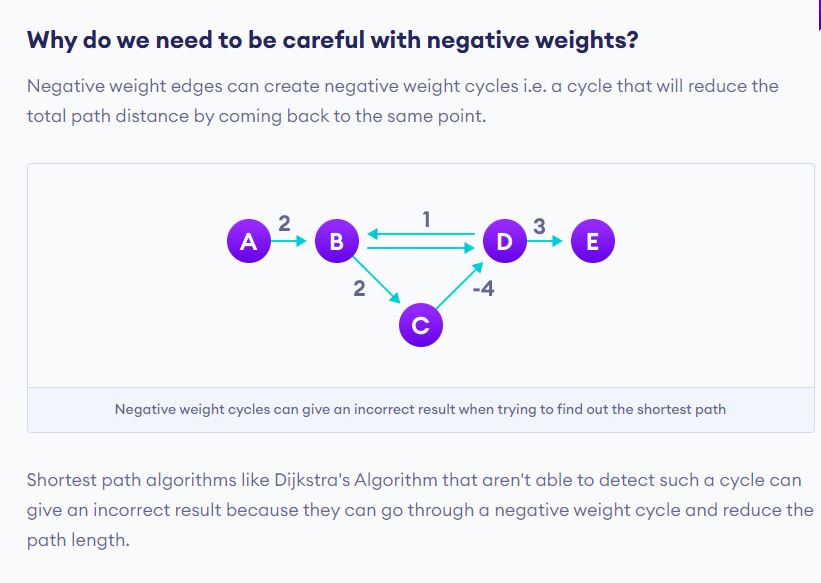 Why do we need to be careful with negative weights?
Negative weight edges can create negative weight cycles i.e. a cycle that will reduce the
total path distance by coming back to the same point.
A 2 B 1 D 3 E
2 -4
C
Negative weight cycles can give an incorrect result when trying to find out the shortest path
Shortest path algorithms like Dijkstra's Algorithm that aren't able to detect such a cycle can
give an incorrect result because they can go through a negative weight cycle and reduce the
path length.